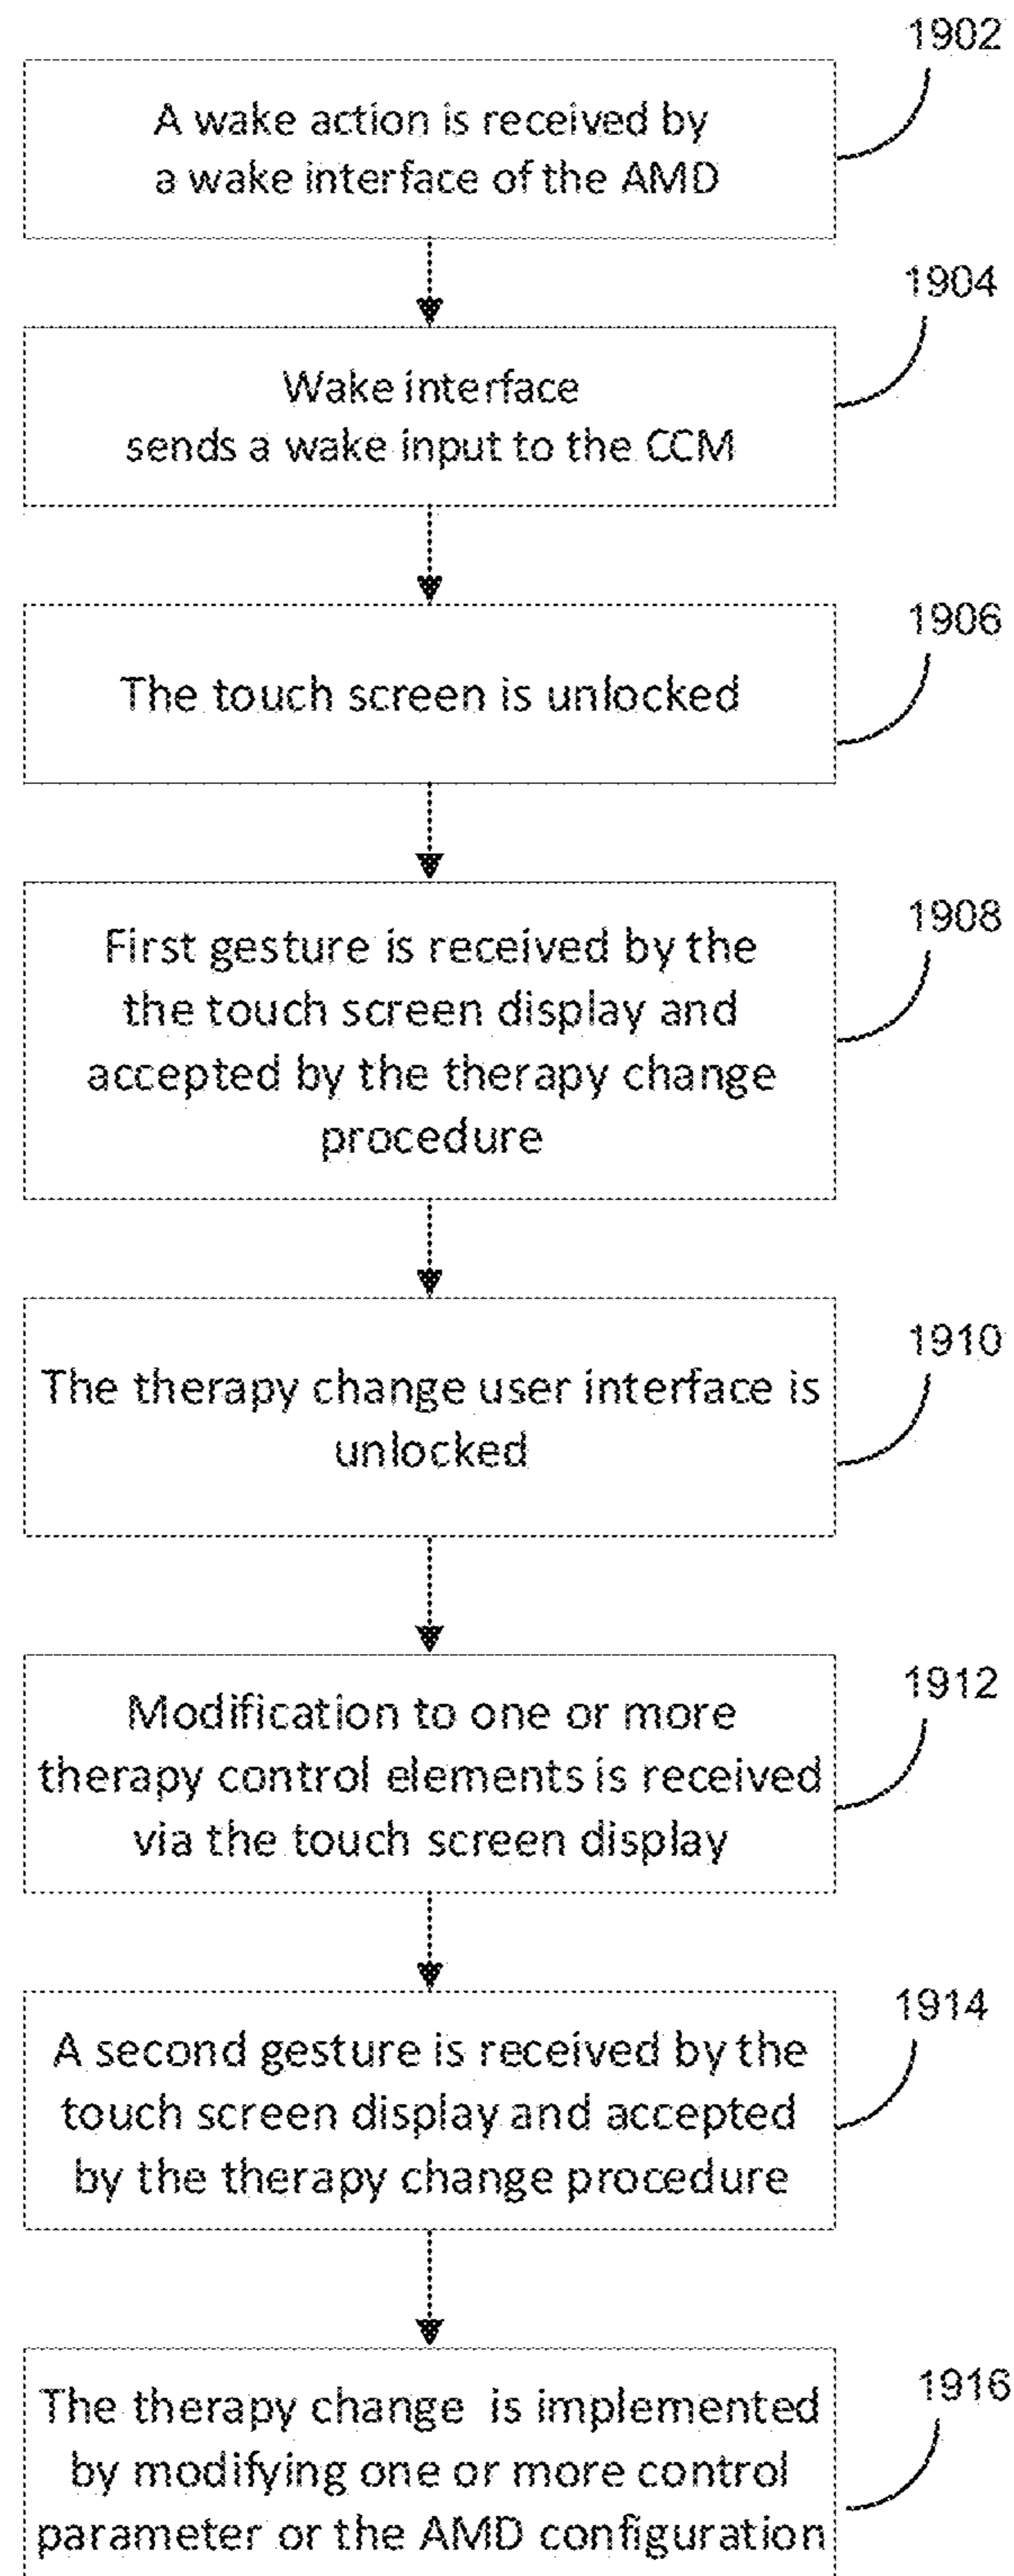 1902
A wake action is received by
a wake interface of the AMD
1904
Wake interface
sends a wake input to the CCM
1906
The touch screen is unlocked
1908
First gesture is received by the
the touch screen display and
accepted by the therapy change
procedure
1910
The therapy change user interface is
unlocked
1912
Modification to one or more
therapy control elements is received
via the touch screen display
1914
A second gesture is received by the
touch screen display and accepted
by the therapy change procedure
1916
The therapy change is implemented
by modifying one or more control
parameter or the AMD configuration